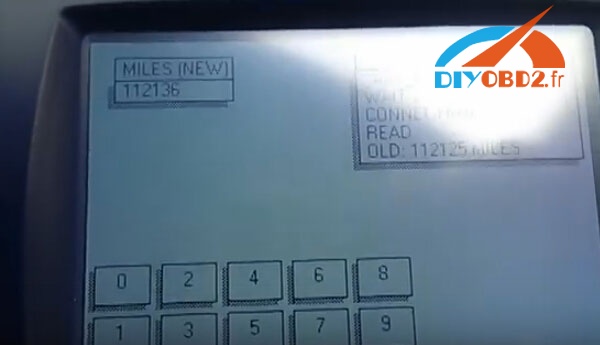 DIYOBD2.fr
MILES (NEW)
112136
WAIT
READ
OLD: 112125 MILES
0 2 4 6 8
1 3 5 7 9